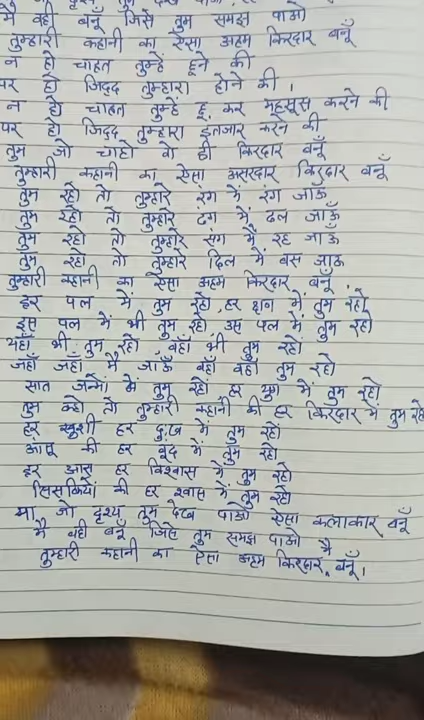 मैं वही बनूँ जिसे तुम समझ पाओ
तुम्हारी कहानी का ऐसा अहम किरदार बनूँ
न हो चाहत तुम्हें छूने की
पर हो जिद्द तुम्हारा होने की ।
न हो चाहत तुम्हें छू कर महसूस करने की
पर हो जिद्द तुम्हारा इंतजार करने की
तुम जो चाहो वो ही किरदार बनूँ
तुम्हारी कहानी का ऐसा असरदार किरदार बनूँ
तुम रहो तो तुम्हारे रंग में रंग जाऊँ
तुम रहो तो तुम्हारे ढंग में ढल जाऊँ
तुम रहो तो तुम्हारे संग में रह जाऊँ
तुम रहो तो तुम्हारे दिल में बस जाऊ
तुम्हारी कहानी का ऐसा अहम किरदार बनूँ .
हर पल में तुम रहो , हर क्षण में तुम रहो
इस पल में भी तुम रहो, उस पल में तुम रहो
यहाँ भी तुम रहो वहाँ भी तुम रहो
जहाँ जहाँ मैं जाऊँ वहाँ वहाँ तुम रहो
सात जन्मों में तुम रहो हर युग में तुम रहो
तुम कहो तो तुम्हारी कहानी की हर किरदार में तुम रहो
हर खुशी हर दुःख में तुम रहो
आंसू की हर बूंद में तुम रहो
हर आस हर विश्वास में तुम रहो
सिसकियों की हर श्वास में तुम रहो
या जो दृश्य तुम देख पाओ ऐसा कलाकार बनूँ
मैं वही बनूँ जिसे तुम समझ पाओ मैं
तुम्हारी कहानी का ऐसा अहम किरदार बनूँ ।